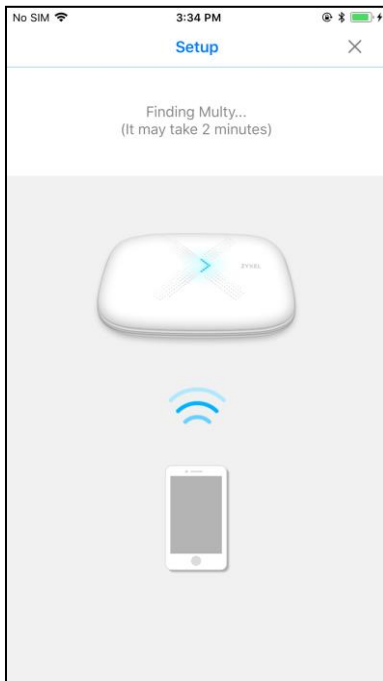 No SIM 3:34 PM
Setup
Finding Multy...
(It may take 2 minutes)
ZYXEL